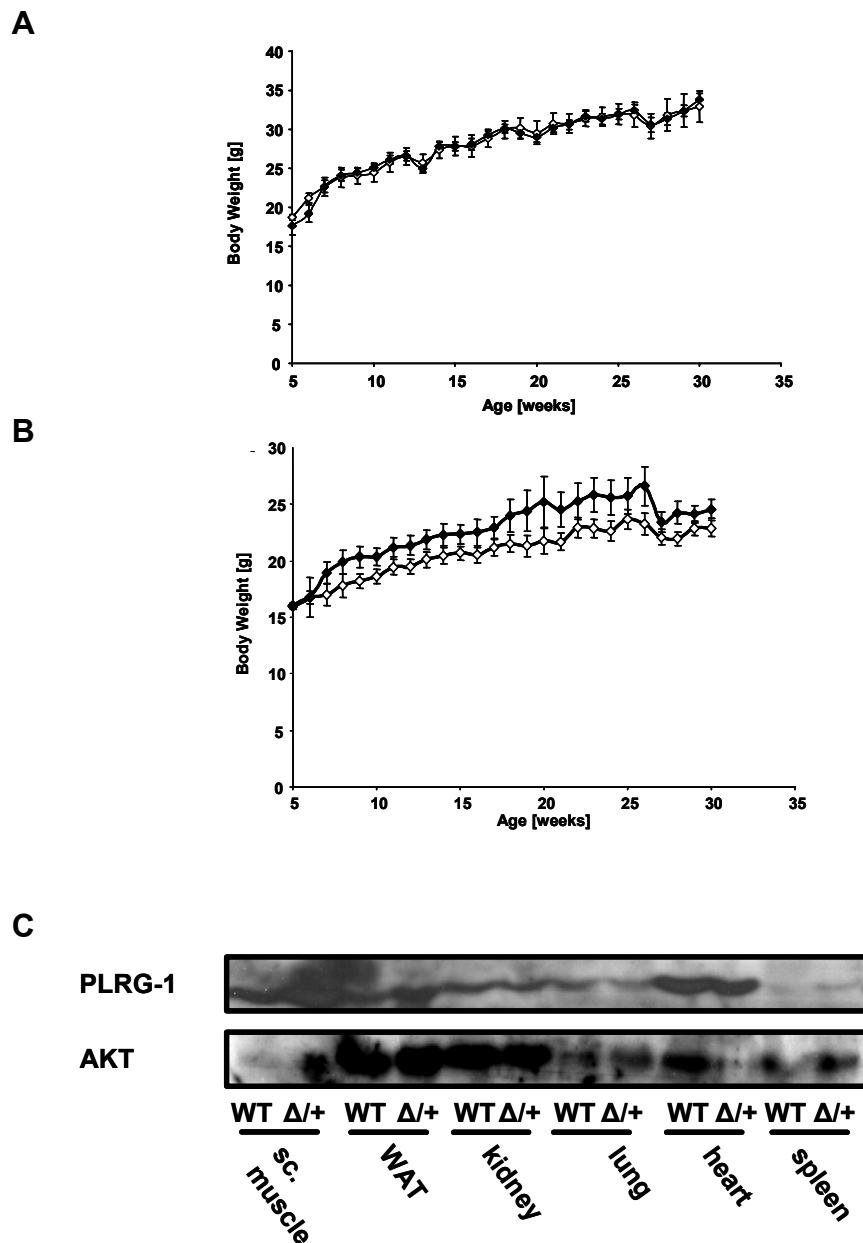 A
40
35
30
25
20
15
10
5
0
Body Weight [g]
5 10 15 20 25 30 35
Age [weeks]
B
30
25
20
15
10
5
0
Body Weight [g]
5 10 15 20 25 30 35
Age [weeks]
C
PLRG-1
AKT
WT Δ/+ WT Δ/+ WT Δ/+ WT Δ/+ WT Δ/+ WT Δ/+
sc. muscle
WAT
kidney
lung
heart
spleen